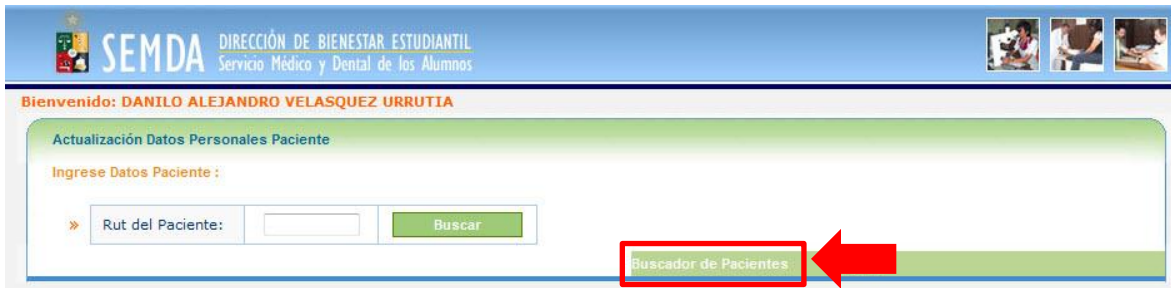 SEMDA DIRECCIÓN DE BIENESTAR ESTUDIANTIL
Servicio Médico y Dental de los Alumnos
Bienvenido: DANILO ALEJANDRO VELASQUEZ URRUTIA
Actualización Datos Personales Paciente
Ingrese Datos Paciente :
» Rut del Paciente: Buscar
Buscador de Pacientes